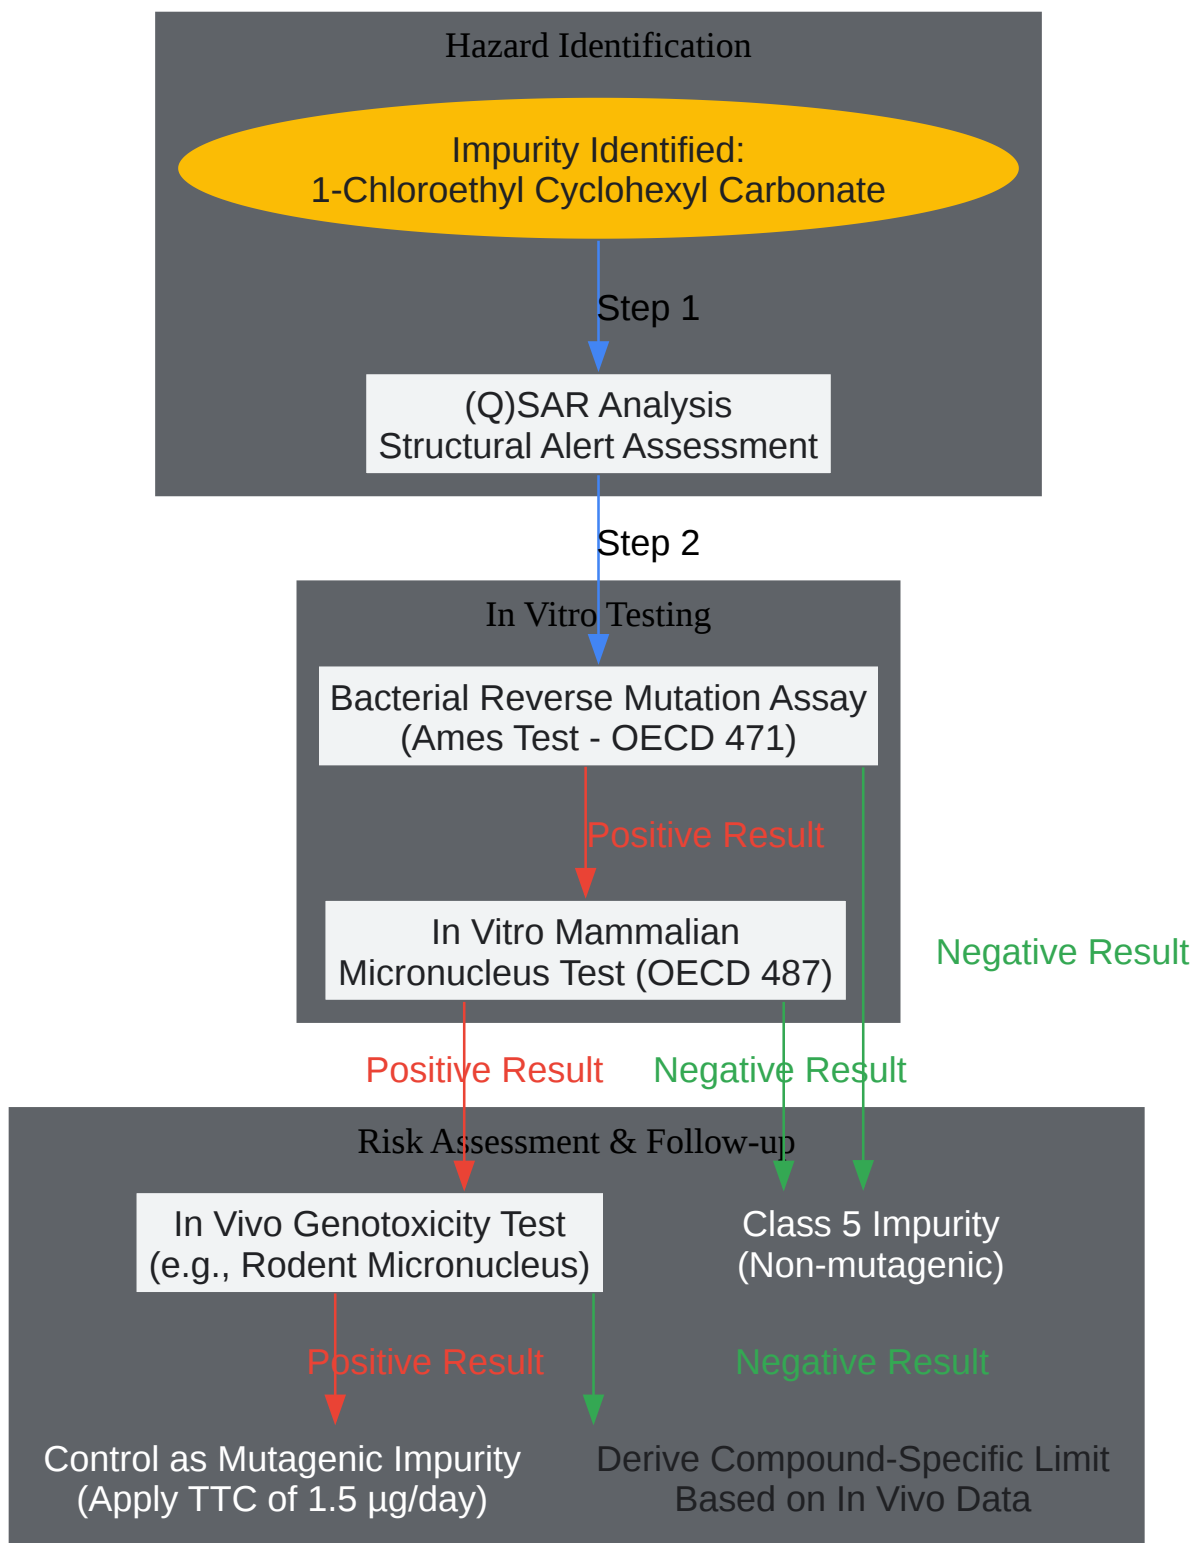 Hazard Identification
Impurity Identified:
1-Chloroethyl Cyclohexyl Carbonate
Step 1
(Q)SAR Analysis
Structural Alert Assessment
Step 2
In Vitro Testing
Bacterial Reverse Mutation Assay
(Ames Test - OECD 471)
Positive Result
In Vitro Mammalian
Micronucleus Test (OECD 487)
Negative Result
Positive Result
Negative Result
Risk Assessment & Follow-up
In Vivo Genotoxicity Test
(e.g., Rodent Micronucleus)
Class 5 Impurity
(Non-mutagenic)
Positive Result
Negative Result
Control as Mutagenic Impurity
(Apply TTC of 1.5 µg/day)
Derive Compound-Specific Limit
Based on In Vivo Data